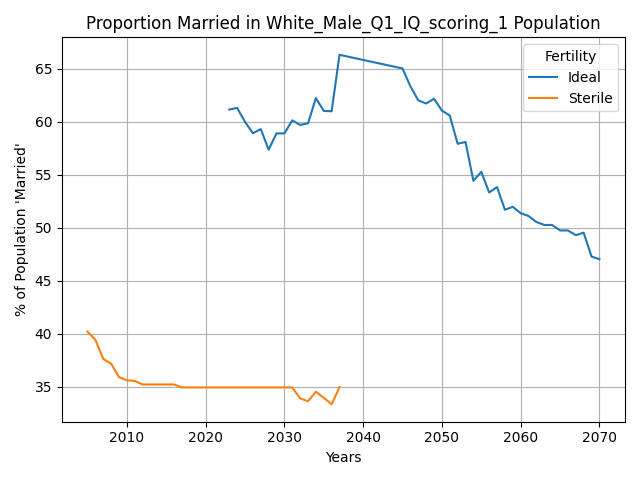 Proportion Married in White_Male_Q1_IQ_scoring_1 Population
Fertility
Ideal
Sterile
% of Population 'Married'
65
60
55
50
45
40
35
2010
2020
2030
2040
2050
2060
2070
Years